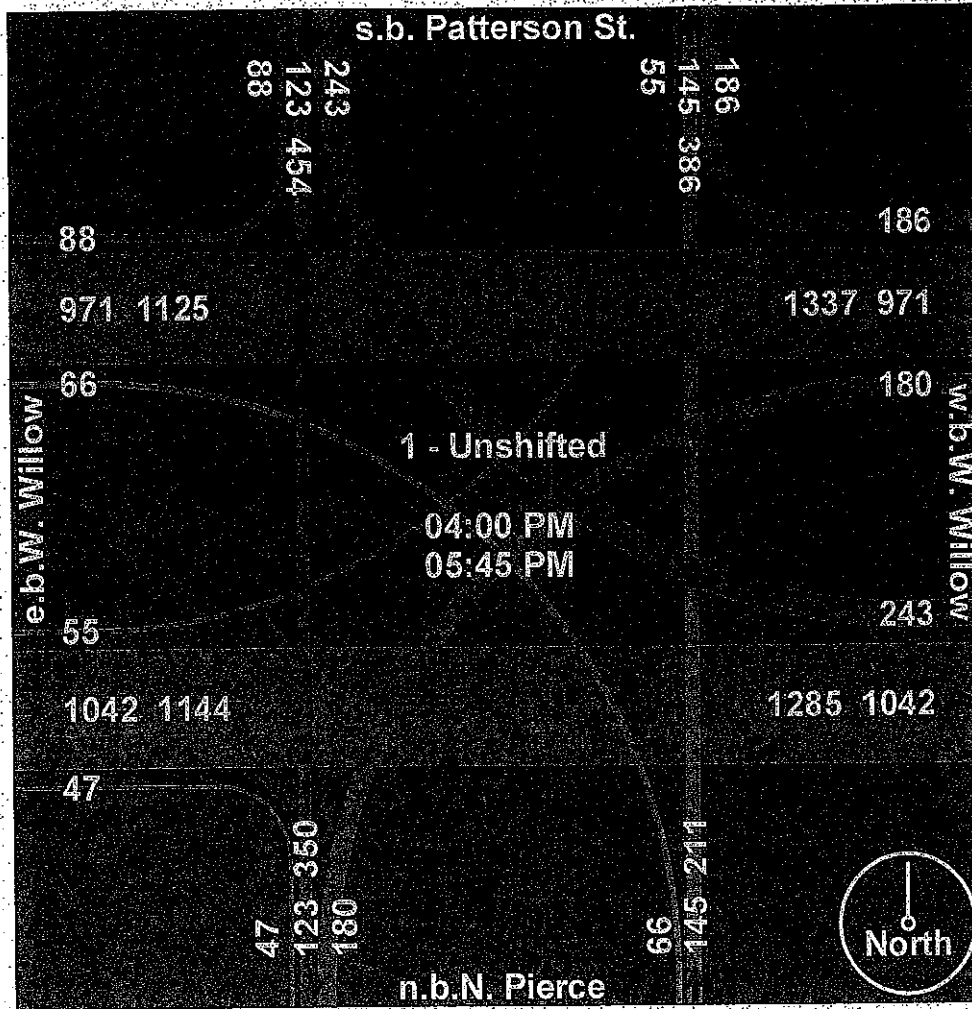 s.b. Patterson St.
88
123 454
243
55
145 386
186
88
186
971 1125
1337 971
66
180
e.b.W. Willow
1 - Unshifted
w.b.W. Willow
04:00 PM
05:45 PM
55
243
1042 1144
1285 1042
47
47
123 350
180
66
145 211
North
n.b.N. Pierce